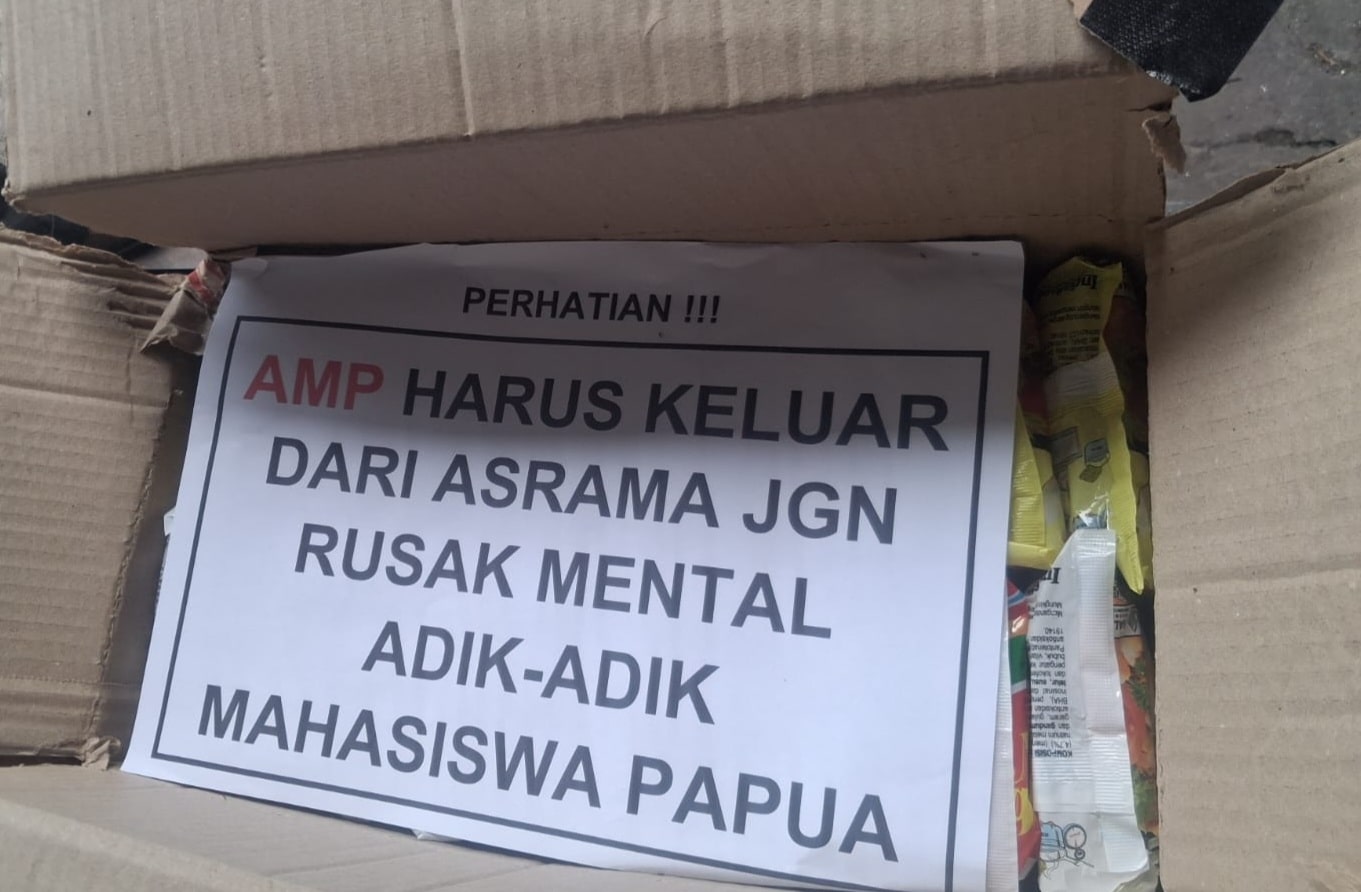 PERHATIAN !!!
AMP HARUS KELUAR
DARI ASRAMA JGN
RUSAK MENTAL
ADIK-ADIK
MAHASISWA PAPUA